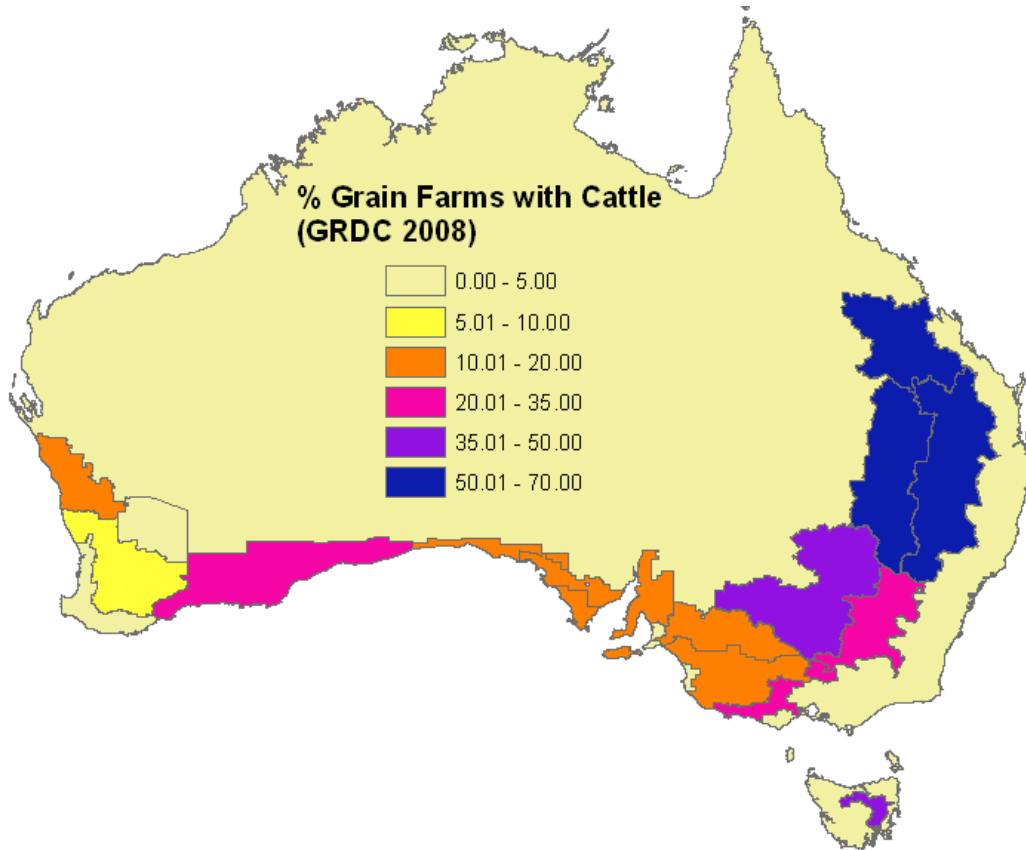 % Grain Farms with Cattle
(GRDC 2008)
0.00 - 5.00
5.01 - 10.00
10.01 - 20.00
20.01 - 35.00
35.01 - 50.00
50.01 - 70.00